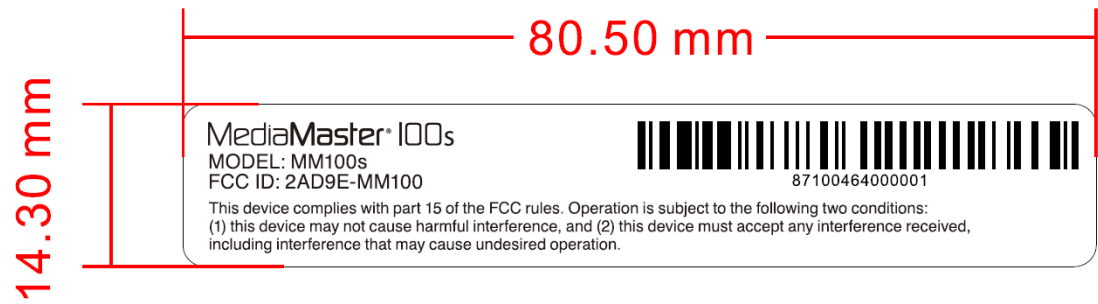 80.50 mm
14.30 mm
MediaMaster® 100s
MODEL: MM100s
FCC ID: 2AD9E-MM100
87100464000001
This device complies with part 15 of the FCC rules. Operation is subject to the following two conditions:
(1) this device may not cause harmful interference, and (2) this device must accept any interference received,
including interference that may cause undesired operation.